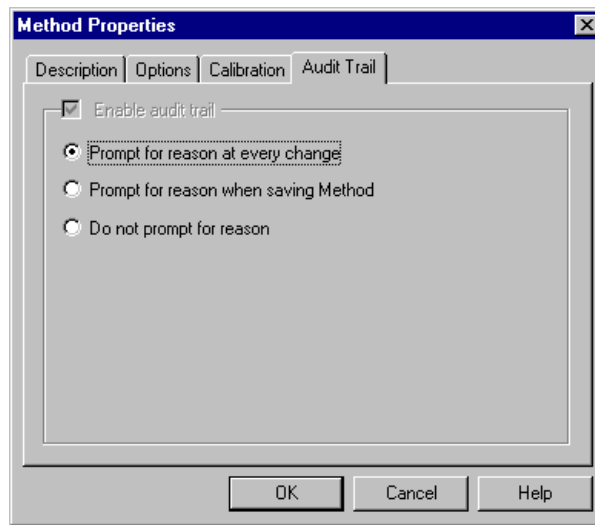 Method Properties
Description Options Calibration Audit Trail
Enable audit trail
Prompt for reason at every change
Prompt for reason when saving Method
Do not prompt for reason
OK Cancel Help